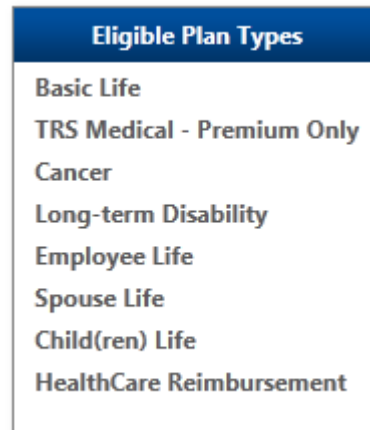 Eligible Plan Types
Basic Life
TRS Medical - Premium Only
Cancer
Long-term Disability
Employee Life
Spouse Life
Child(ren) Life
HealthCare Reimbursement